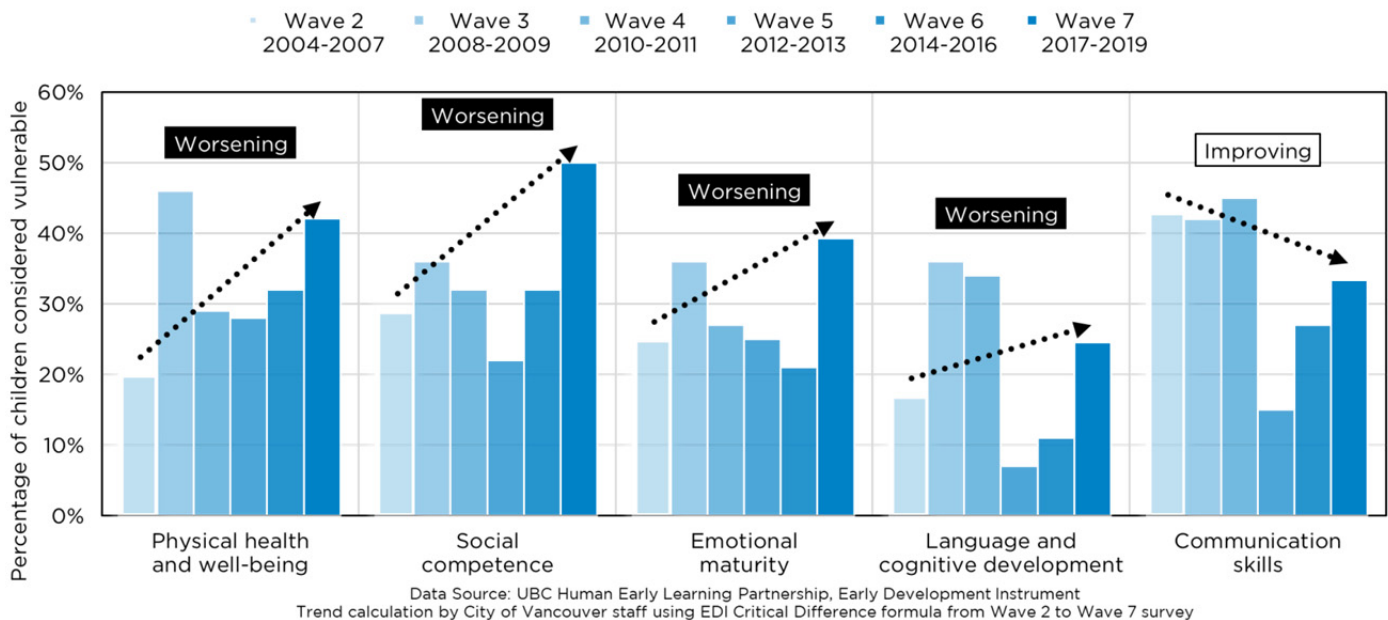 Wave 2 Wave 3 Wave 4 Wave 5 Wave 6 Wave 7
2004-2007 2008-2009 2010-2011 2012-2013 2014-2016 2017-2019
Percentage of children considered vulnerable
60%
50%
40%
30%
20%
10%
0%
Worsening
Worsening
Worsening
Worsening
Improving
Physical health
and well-being
Social
competence
Emotional
maturity
Language and
cognitive development
Communication
skills
Data Source: UBC Human Early Learning Partnership, Early Development Instrument
Trend calculation by City of Vancouver staff using EDI Critical Difference formula from Wave 2 to Wave 7 survey